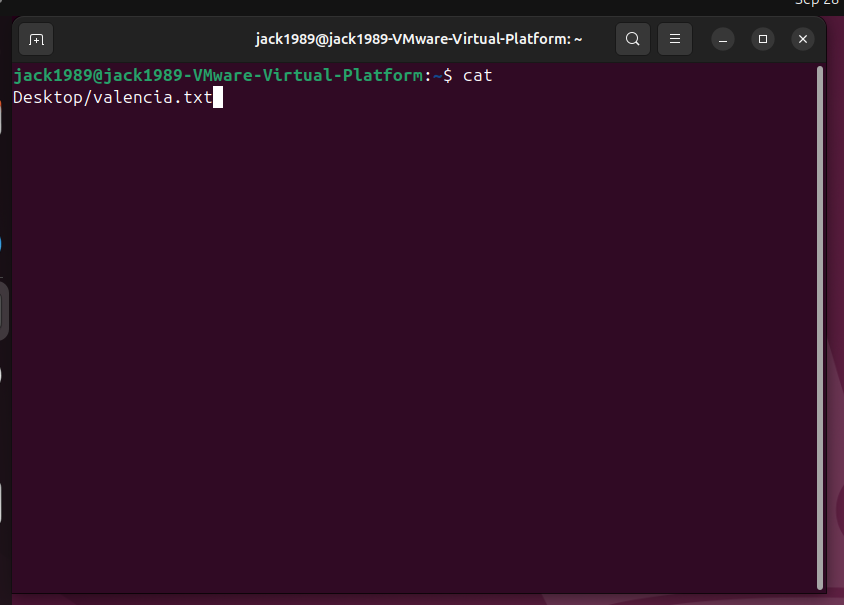 jack1989@jack1989-VMware-Virtual-Platform: ~
jack1989@jack1989-VMware-Virtual-Platform:~$ cat
Desktop/valencia.txt